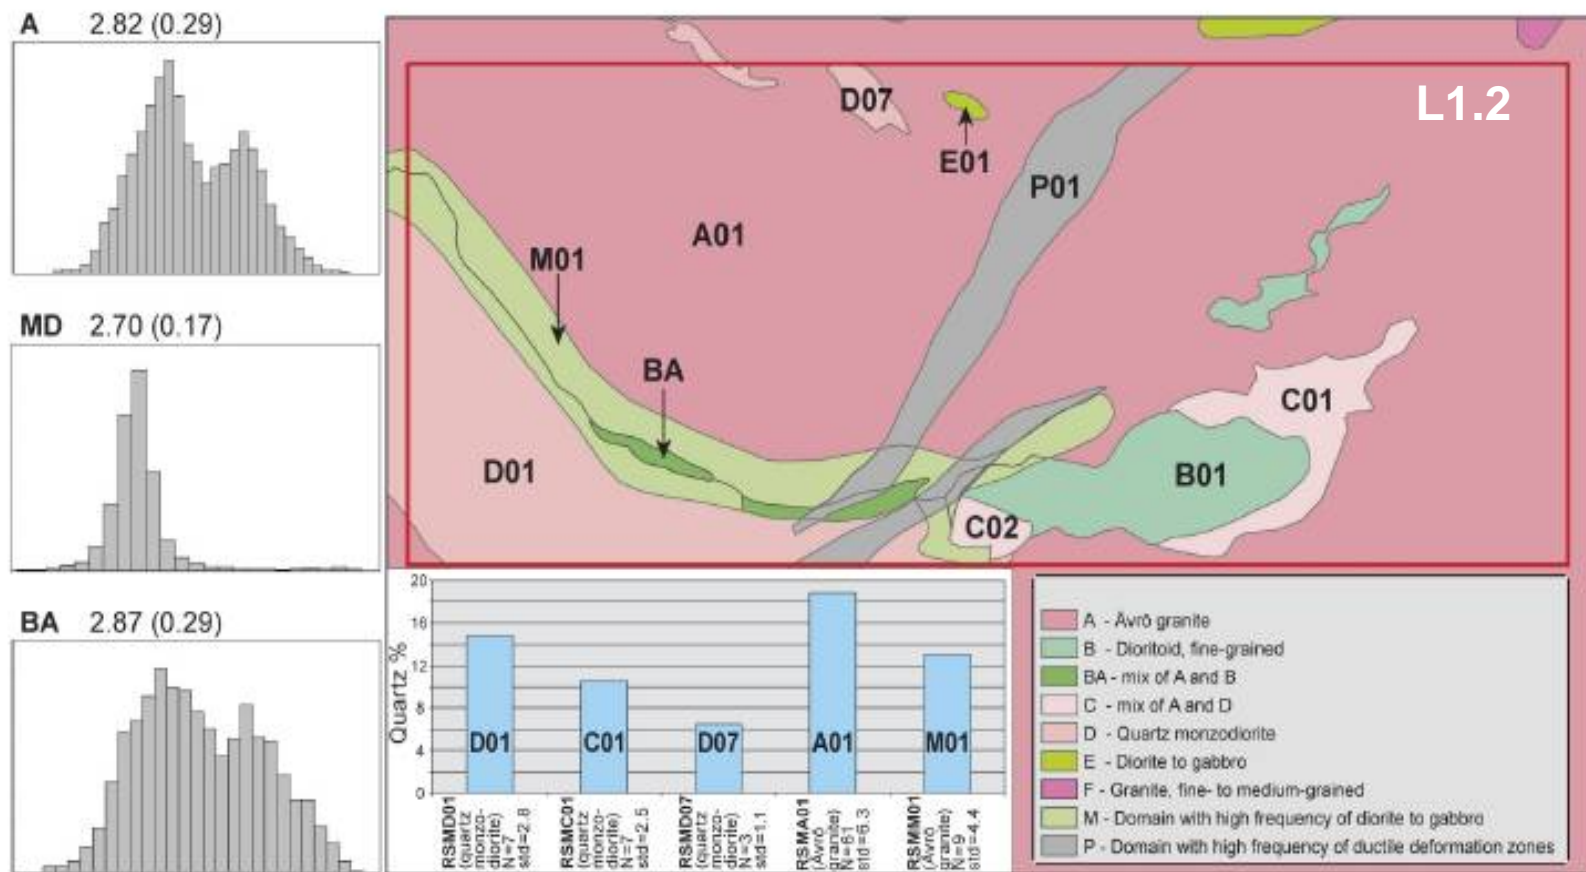 A 2.82 (0.29)
MD 2.70 (0.17)
BA 2.87 (0.29)
L1.2
D07
E01
P01
A01
M01
BA
C01
D01
B01
C02
Quartz %
20
16
12
8
4
0
D01
C01
D07
A01
M01
RSMD01
(quartz
monzo-
diorite)
N=7
std=2.8
RSMC01
(quartz
monzo-
diorite)
N=7
std=2.5
RSMD07
(quartz
monzo-
diorite)
N=3
std=1.1
RSMA01
(Ävrö
granite)
N=61
std=6.3
RSMM01
(Ävrö
granite)
N=9
std=4.4
A - Ävrö granite
B - Dioritoid, fine-grained
BA - mix of A and B
C - mix of A and D
D - Quartz monzodiorite
E - Diorite to gabbro
F - Granite, fine- to medium-grained
M - Domain with high frequency of diorite to gabbro
P - Domain with high frequency of ductile deformation zones